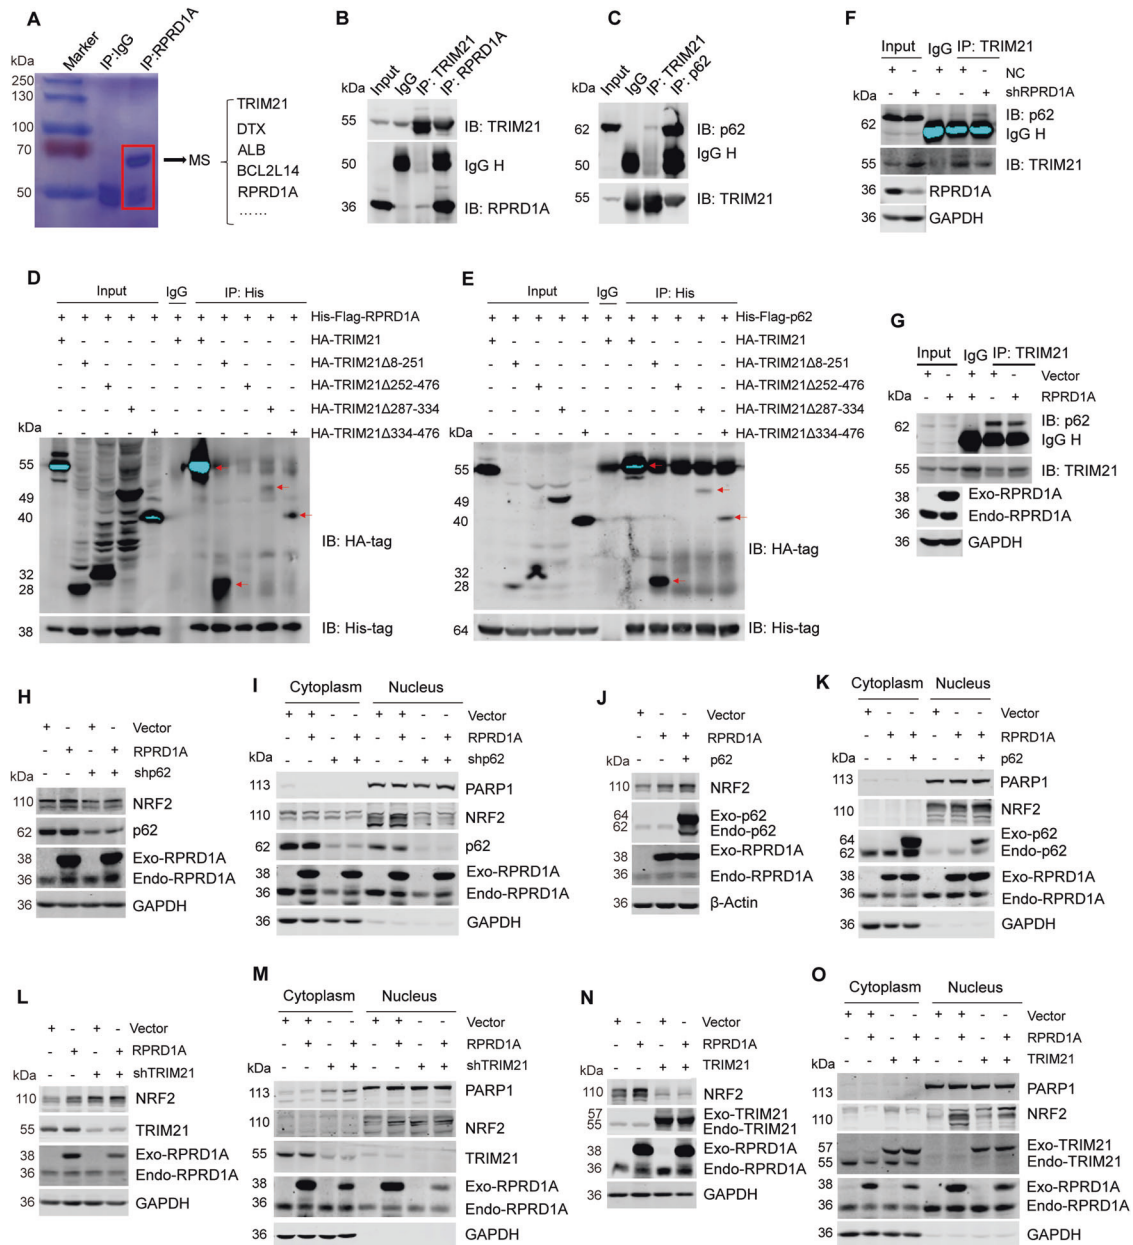 A
kDa
Marker
IP:IgG
IP:RPRD1A
250
130
100
70
50
MS
TRIM21
DTX
ALB
BCL2L14
RPRD1A
……
B
kDa
Input
IgG
IP: TRIM21
IP: RPRD1A
55
IB: TRIM21
50
IgG H
36
IB: RPRD1A
C
kDa
Input
IgG
IP: TRIM21
IP: p62
62
IB: p62
50
IgG H
55
IB: TRIM21
F
Input IgG IP: TRIM21
+ - + + - NC
- + - - + shRPRD1A
kDa
62
IB: p62
IgG H
55
IB: TRIM21
36
RPRD1A
36
GAPDH
D
Input IgG IP: His
+ + + + + + + + + + + His-Flag-RPRD1A
+ - - - - + + - - - - HA-TRIM21
- + - - - - - + - - - HA-TRIM21Δ8-251
- - + - - - - - + - - HA-TRIM21Δ252-476
- - - + - - - - - + - HA-TRIM21Δ287-334
- - - - + - - - - - + HA-TRIM21Δ334-476
kDa
55
49
40
32
28
IB: HA-tag
38
IB: His-tag
E
Input IgG IP: His
+ + + + + + + + + + + His-Flag-p62
+ - - - - + + - - - - HA-TRIM21
- + - - - - - + - - - HA-TRIM21Δ8-251
- - + - - - - - + - - HA-TRIM21Δ252-476
- - - + - - - - - + - HA-TRIM21Δ287-334
- - - - + - - - - - + HA-TRIM21Δ334-476
kDa
55
49
40
32
28
IB: HA-tag
64
IB: His-tag
G
Input IgG IP: TRIM21
+ - + + - Vector
- + + - + RPRD1A
kDa
62
IB: p62
IgG H
55
IB: TRIM21
38
Exo-RPRD1A
36
Endo-RPRD1A
36
GAPDH
H
+ - + - Vector
- + - + RPRD1A
- - + + shp62
kDa
110
NRF2
62
p62
38
Exo-RPRD1A
36
Endo-RPRD1A
36
GAPDH
I
Cytoplasm Nucleus
+ + - - + + - - Vector
- + - + - + - + RPRD1A
- - + + - - + + shp62
kDa
113
PARP1
110
NRF2
62
p62
38
Exo-RPRD1A
36
Endo-RPRD1A
36
GAPDH
J
+ - - Vector
- + + RPRD1A
- - + p62
kDa
110
NRF2
64
Exo-p62
62
Endo-p62
38
Exo-RPRD1A
36
Endo-RPRD1A
36
β-Actin
K
Cytoplasm Nucleus
+ - - + - - Vector
- + + - + + RPRD1A
- - + - - + p62
kDa
113
PARP1
110
NRF2
64
Exo-p62
62
Endo-p62
38
Exo-RPRD1A
36
Endo-RPRD1A
36
GAPDH
L
+ - + - Vector
- + - + RPRD1A
- - + + shTRIM21
kDa
110
NRF2
55
TRIM21
38
Exo-RPRD1A
36
Endo-RPRD1A
36
GAPDH
M
Cytoplasm Nucleus
+ + - - + + - - Vector
- + - + - + - + RPRD1A
- - + + - - + + shTRIM21
kDa
113
PARP1
110
NRF2
55
TRIM21
38
Exo-RPRD1A
36
Endo-RPRD1A
36
GAPDH
N
+ - + - Vector
- + - + RPRD1A
- - + + TRIM21
kDa
110
NRF2
57
Exo-TRIM21
55
Endo-TRIM21
38
Exo-RPRD1A
36
Endo-RPRD1A
36
GAPDH
O
Cytoplasm Nucleus
+ + - - + + - - Vector
- + - + - + - + RPRD1A
- - + + - - + + TRIM21
kDa
113
PARP1
110
NRF2
57
Exo-TRIM21
55
Endo-TRIM21
38
Exo-RPRD1A
36
Endo-RPRD1A
36
GAPDH